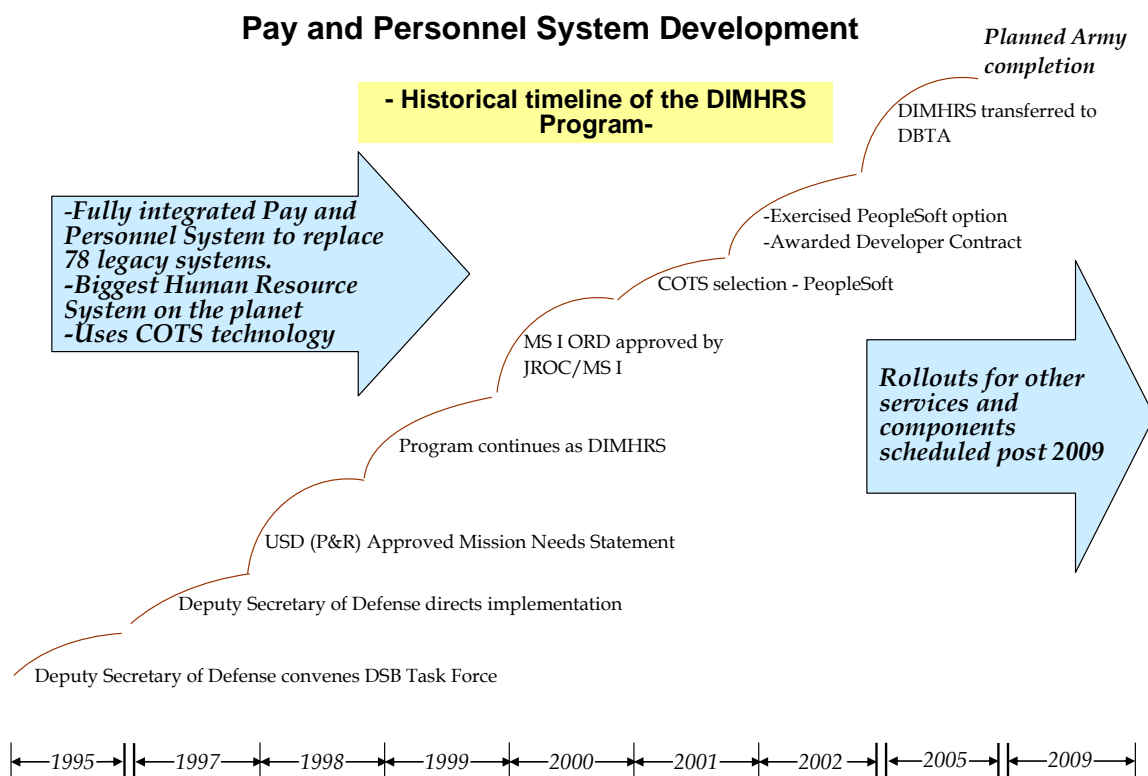 Pay and Personnel System Development
Planned Army
completion
- Historical timeline of the DIMHRS
Program-
DIMHRS transferred to
DBTA
-Fully integrated Pay and
Personnel System to replace
78 legacy systems.
-Biggest Human Resource
System on the planet
-Uses COTS technology
-Exercised PeopleSoft option
-Awarded Developer Contract
COTS selection - PeopleSoft
MS I ORD approved by
JROC/MS I
Rollouts for other
services and
components
scheduled post 2009
Program continues as DIMHRS
USD (P&R) Approved Mission Needs Statement
Deputy Secretary of Defense directs implementation
Deputy Secretary of Defense convenes DSB Task Force
1995 1997 1998 1999 2000 2001 2002 2005 2009